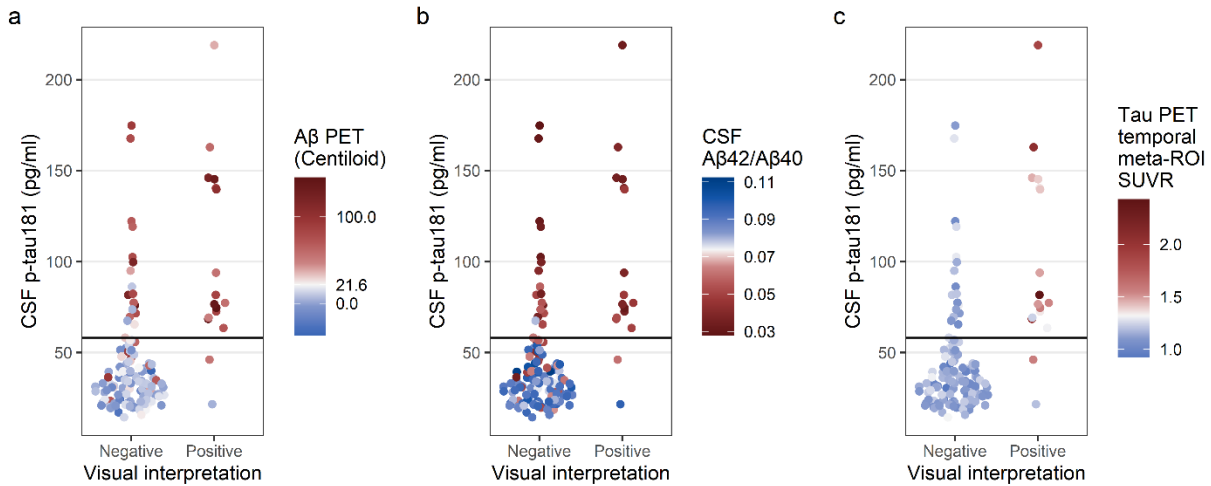 a
CSF p-tau181 (pg/ml)
200
150
100
50
Negative
Positive
Visual interpretation
Aβ PET
(Centiloid)
100.0
21.6
0.0
b
CSF p-tau181 (pg/ml)
200
150
100
50
Negative
Positive
Visual interpretation
CSF
Aβ42/Aβ40
0.11
0.09
0.07
0.05
0.03
c
CSF p-tau181 (pg/ml)
200
150
100
50
Negative
Positive
Visual interpretation
Tau PET
temporal
meta-ROI
SUVR
2.0
1.5
1.0